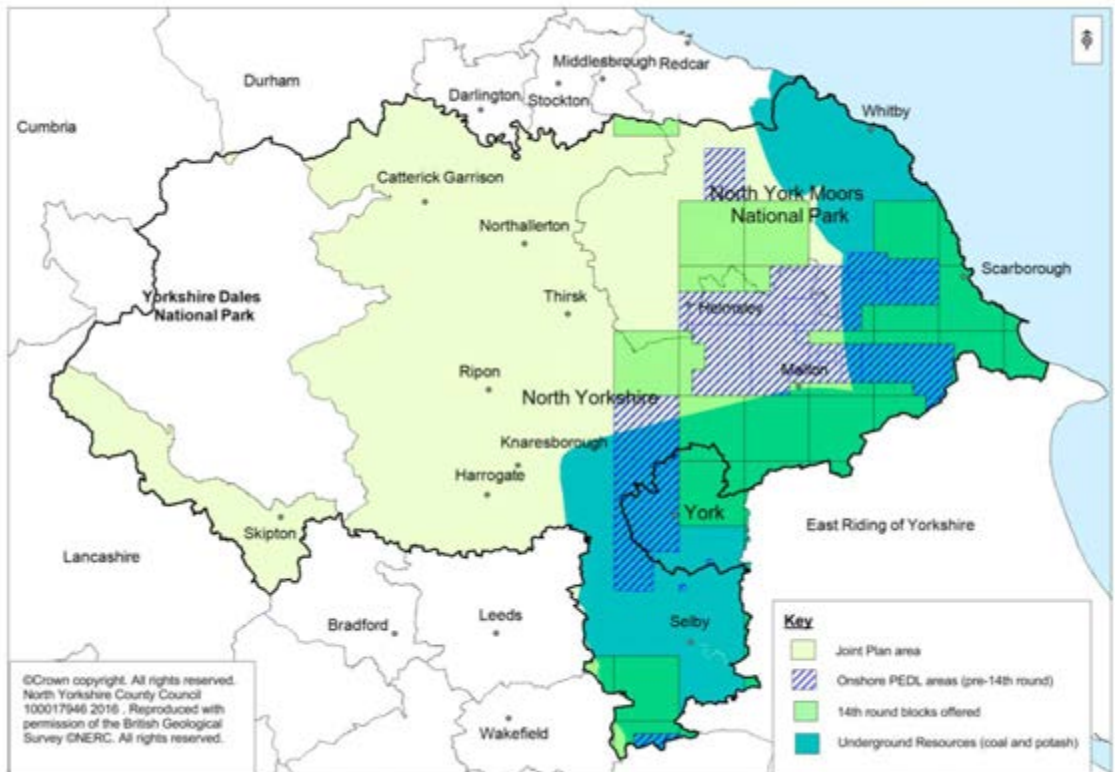 Durham
Middlesbrough
Redcar
Darlington
Stockton
Cumbria
Whitby
Catterick Garrison
North York Moors
National Park
Northallerton
Scarborough
Yorkshire Dales
National Park
Thirsk
Helmsley
Ripon
Malton
North Yorkshire
Knaresborough
Harrogate
York
Skipton
East Riding of Yorkshire
Lancashire
Bradford
Leeds
Selby
Wakefield
Key
Joint Plan area
Onshore PEDL areas (pre-14th round)
14th round blocks offered
Underground Resources (coal and potash)
©Crown copyright. All rights reserved.
North Yorkshire County Council
100017946 2016 . Reproduced with
permission of the British Geological
Survey ©NERC. All rights reserved.